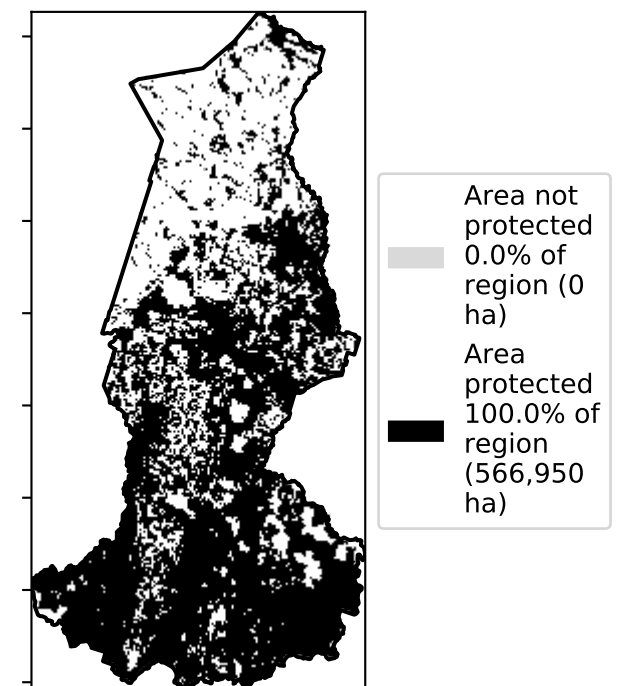 Area not
protected
0.0% of
region (0
ha)
Area
protected
100.0% of
region
(566,950
ha)